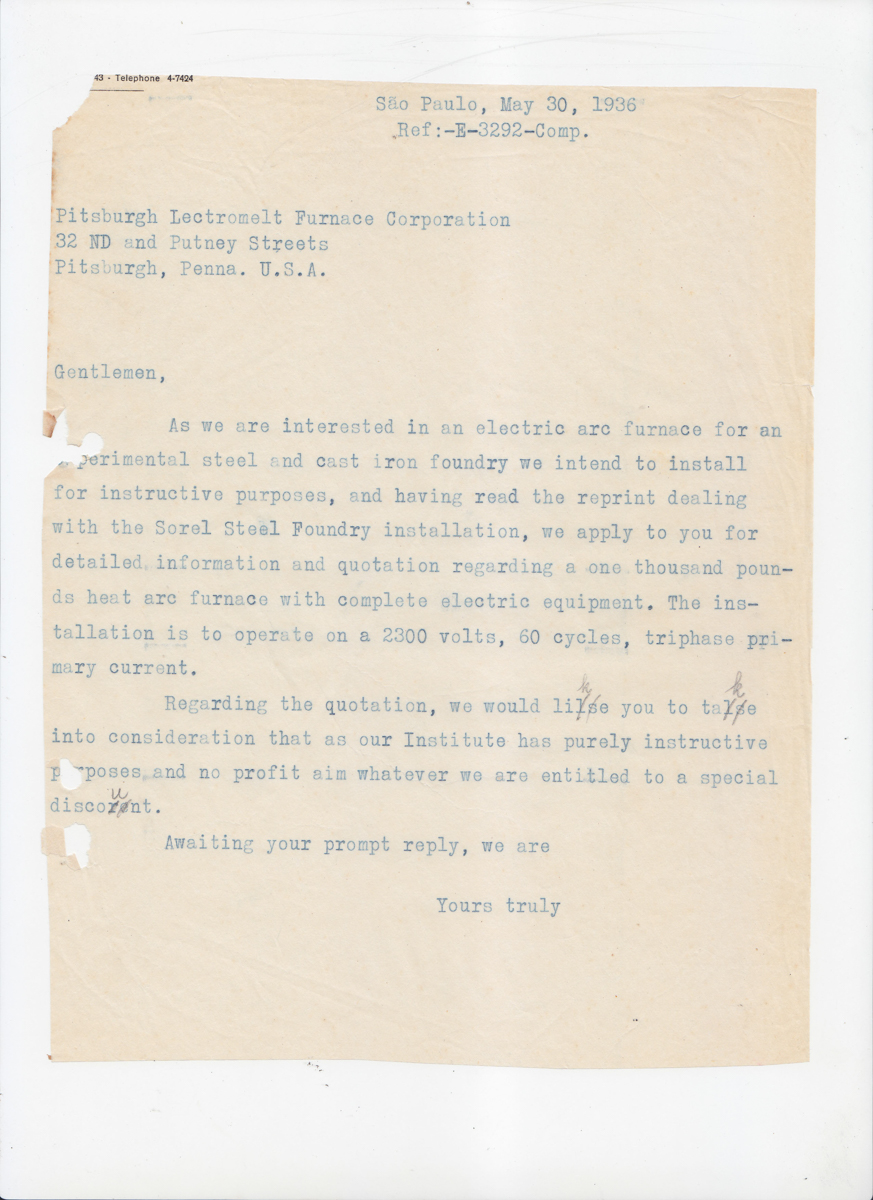 43 - Telephone 4-7424
São Paulo, May 30, 1936
Ref:-E-3292-Comp.
Pitsburgh Lectromelt Furnace Corporation
32 ND and Putney Streets
Pitsburgh, Penna. U.S.A.
Gentlemen,
As we are interested in an electric arc furnace for an
perimental steel and cast iron foundry we intend to install
for instructive purposes, and having read the reprint dealing
with the Sorel Steel Foundry installation, we apply to you for
detailed information and quotation regarding a one thousand poun-
ds heat arc furnace with complete electric equipment. The ins-
tallation is to operate on a 2300 volts, 60 cycles, triphase pri-
mary current.
Regarding the quotation, we would like you to take
into consideration that as our Institute has purely instructive
p rposes and no profit aim whatever we are entitled to a special
discount.
Awaiting your prompt reply, we are
Yours truly